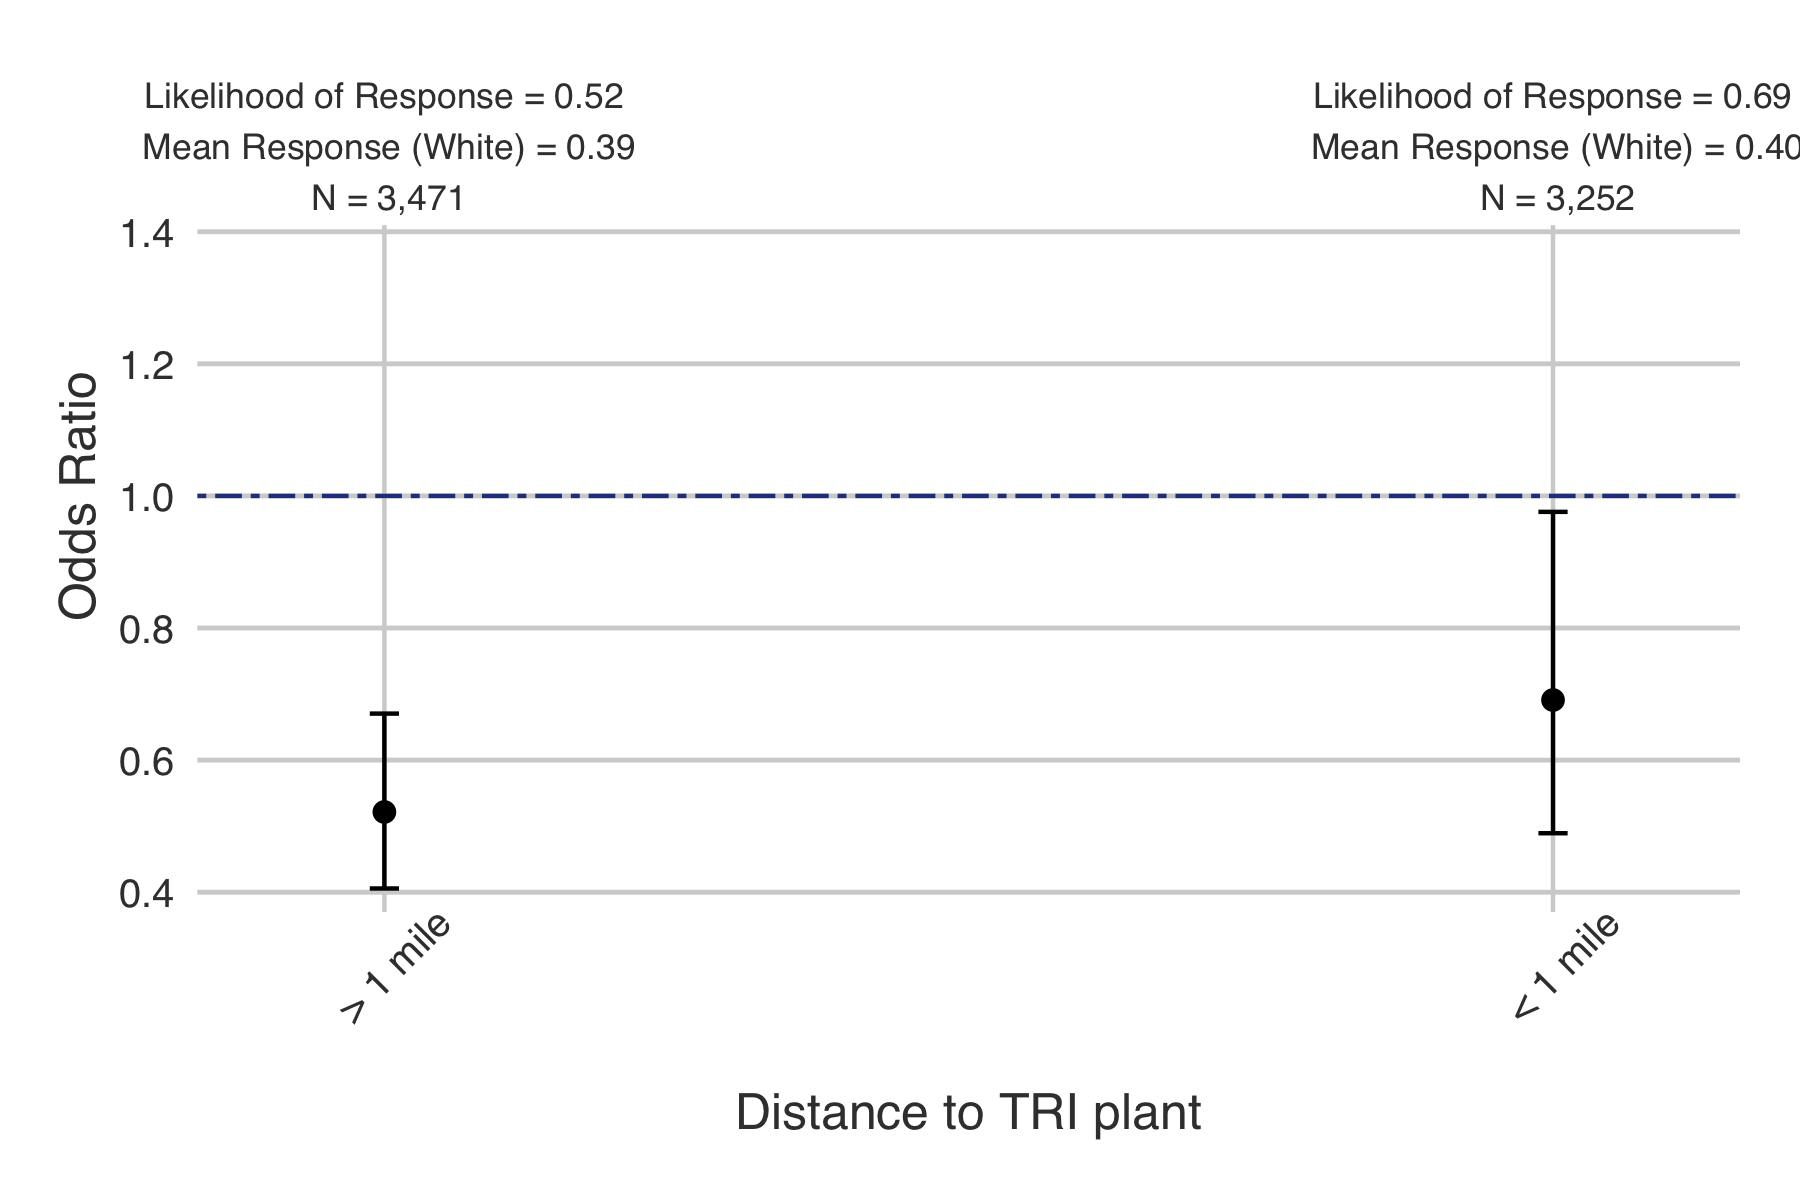 Likelihood of Response = 0.52
Mean Response (White) = 0.39
N = 3,471
Likelihood of Response = 0.69
Mean Response (White) = 0.40
N = 3,252
1.4
1.2
1.0
0.8
0.6
0.4
Odds Ratio
> 1 mile
< 1 mile
Distance to TRI plant